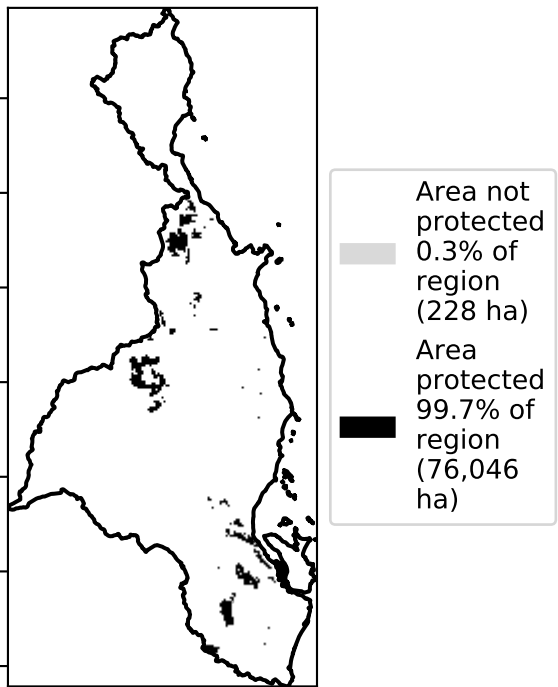 Area not
protected
0.3% of
region
(228 ha)
Area
protected
99.7% of
region
(76,046
ha)